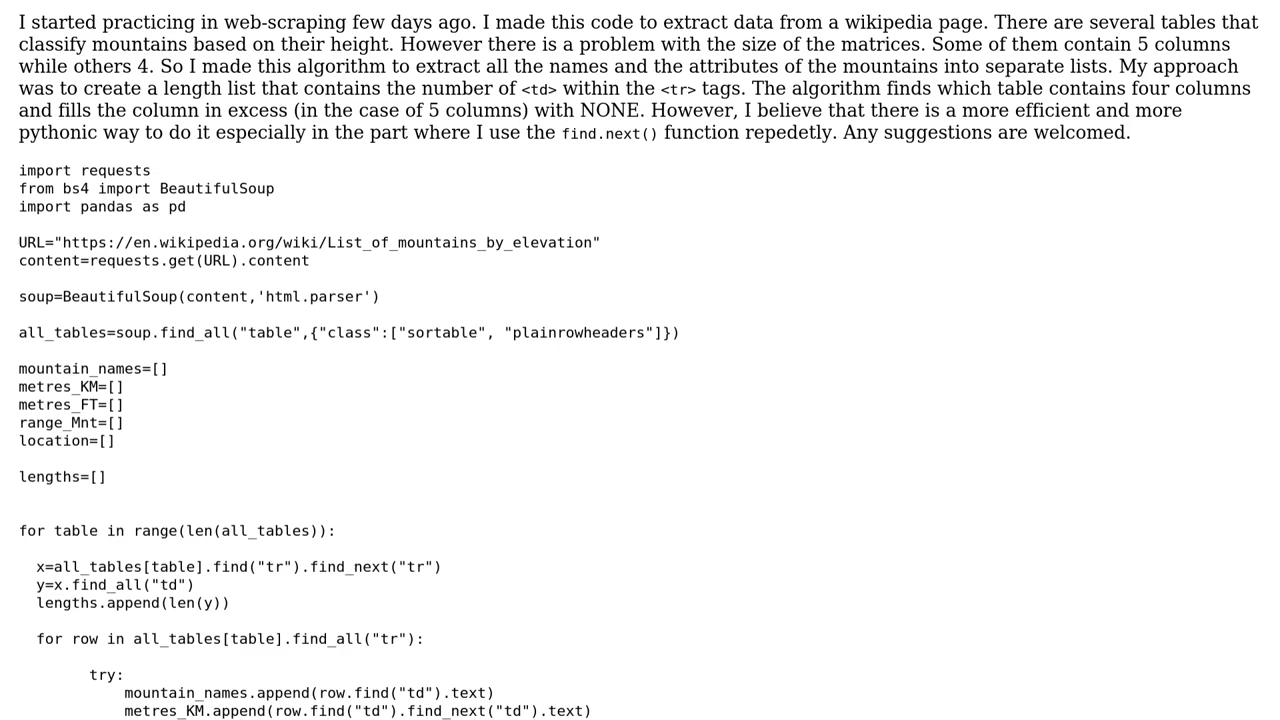 I started practicing in web-scraping few days ago. I made this code to extract data from a wikipedia page. There are several tables that
classify mountains based on their height. However there is a problem with the size of the matrices. Some of them contain 5 columns
while others 4. So I made this algorithm to extract all the names and the attributes of the mountains into separate lists. My approach
was to create a length list that contains the number of <td> within the <tr> tags. The algorithm finds which table contains four columns
and fills the column in excess (in the case of 5 columns) with NONE. However, I believe that there is a more efficient and more
pythonic way to do it especially in the part where I use the find.next() function repedetly. Any suggestions are welcomed.
import requests
from bs4 import BeautifulSoup
import pandas as pd
URL="https://en.wikipedia.org/wiki/List_of_mountains_by_elevation"
content=requests.get(URL).content
soup=BeautifulSoup(content,'html.parser')
all_tables=soup.find_all("table",{"class":["sortable", "plainrowheaders"]})
mountain_names=[]
metres_KM=[]
metres_FT=[]
range_Mnt=[]
location=[]
lengths=[]
for table in range(len(all_tables)):
x=all_tables[table].find("tr").find_next("tr")
y=x.find_all("td")
lengths.append(len(y))
for row in all_tables[table].find_all("tr"):
try:
mountain_names.append(row.find("td").text)
metres_KM.append(row.find("td").find_next("td").text)